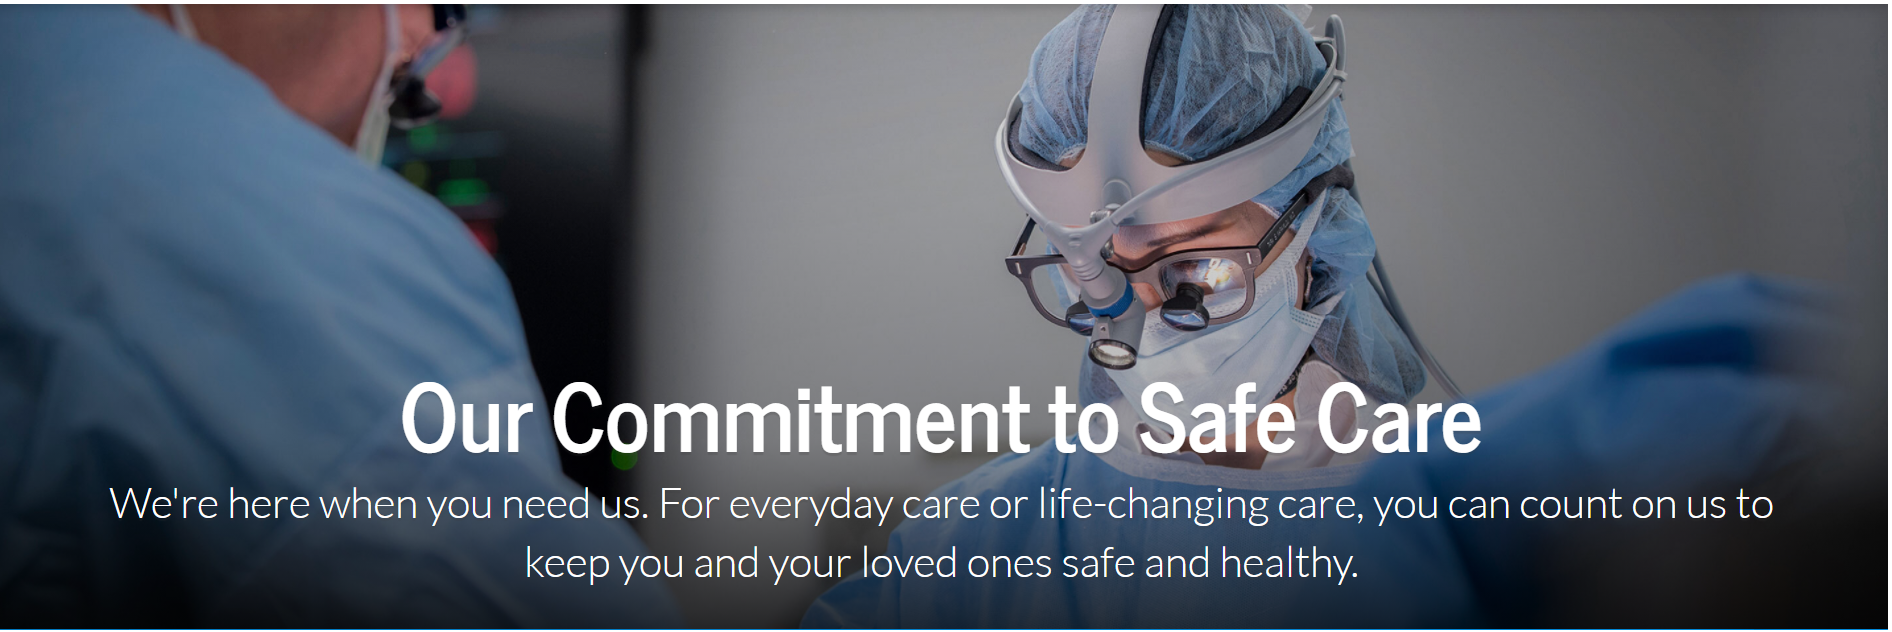 Our Commitment to Safe Care
We're here when you need us. For everyday care or life-changing care, you can count on us to
keep you and your loved ones safe and healthy.